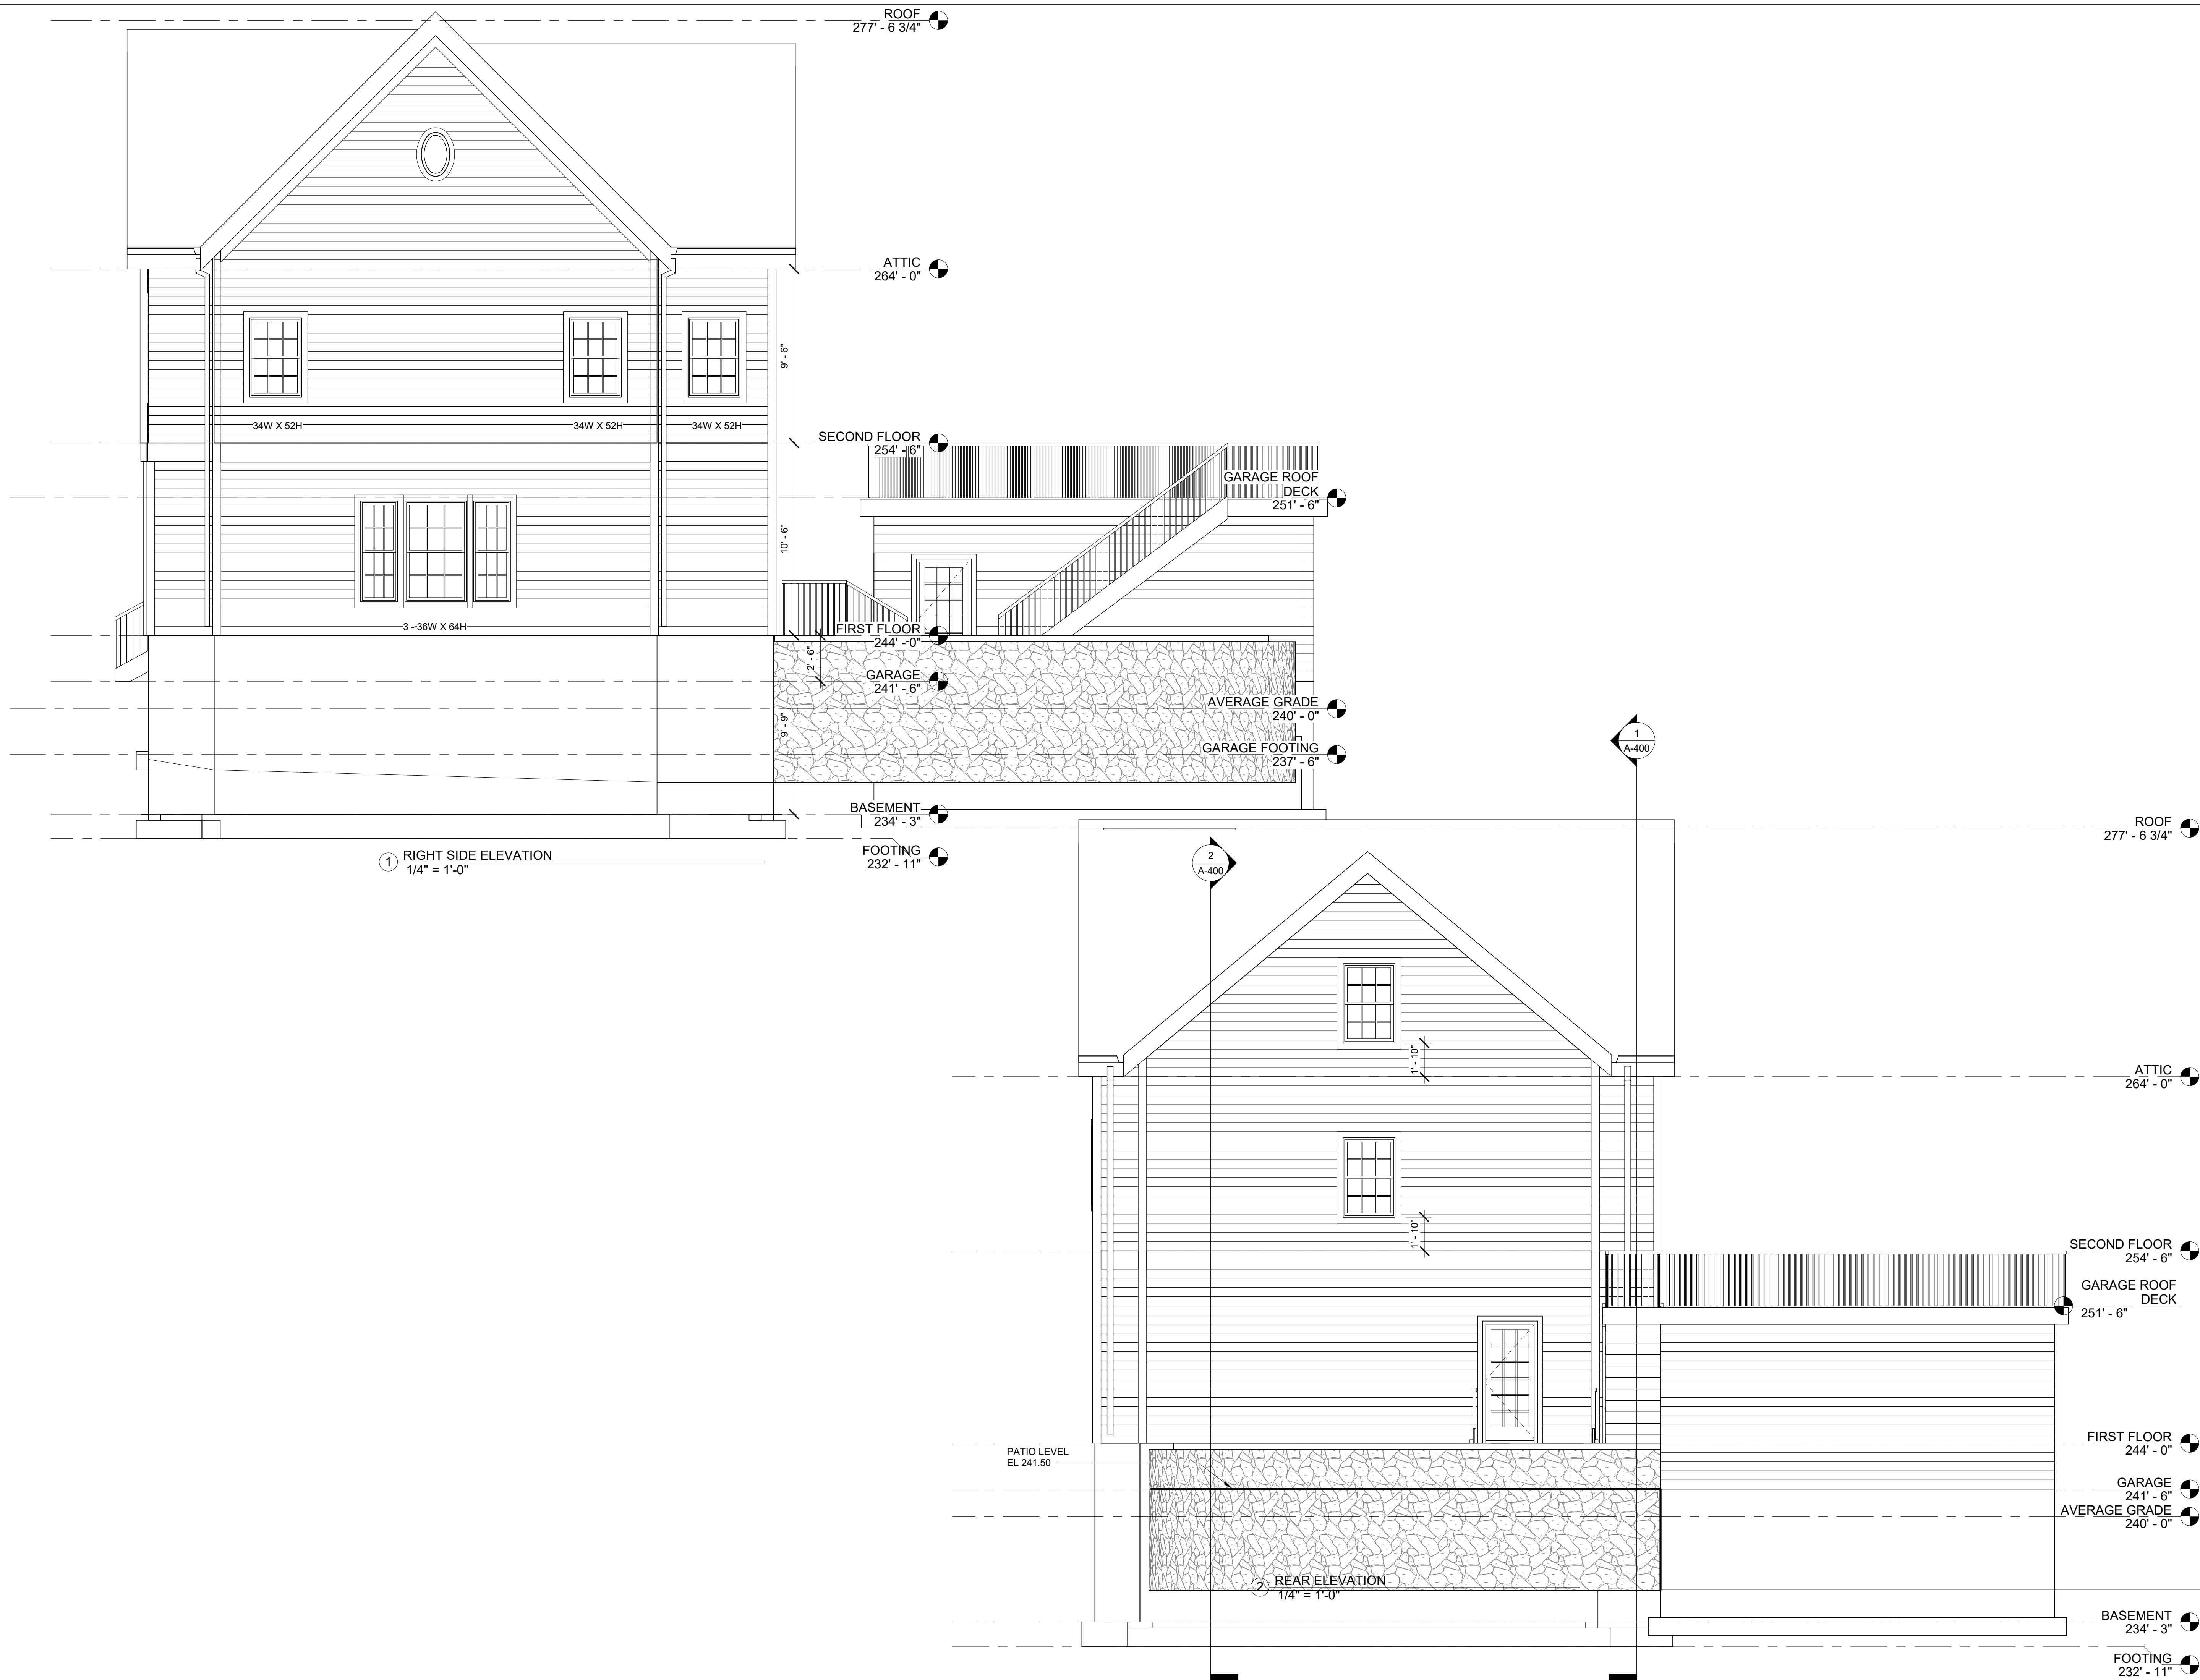 ROOF
277' - 6 3/4"
ATTIC
264' - 0"
9' - 6"
34W X 52H
34W X 52H
34W X 52H
SECOND FLOOR
254' - 6"
GARAGE ROOF
DECK
251' - 6"
10' - 6"
3 - 36W X 64H
FIRST FLOOR
244' - 0"
2' - 6"
GARAGE
241' - 6"
AVERAGE GRADE
240' - 0"
9' - 9"
GARAGE FOOTING
237' - 6"
BASEMENT
234' - 3"
FOOTING
232' - 11"
1 RIGHT SIDE ELEVATION
1/4" = 1'-0"
1
A-400
2
A-400
ROOF
277' - 6 3/4"
1' - 10"
ATTIC
264' - 0"
1' - 10"
SECOND FLOOR
254' - 6"
GARAGE ROOF
DECK
251' - 6"
PATIO LEVEL
EL 241.50
FIRST FLOOR
244' - 0"
GARAGE
241' - 6"
AVERAGE GRADE
240' - 0"
2 REAR ELEVATION
1/4" = 1'-0"
BASEMENT
234' - 3"
FOOTING
232' - 11"